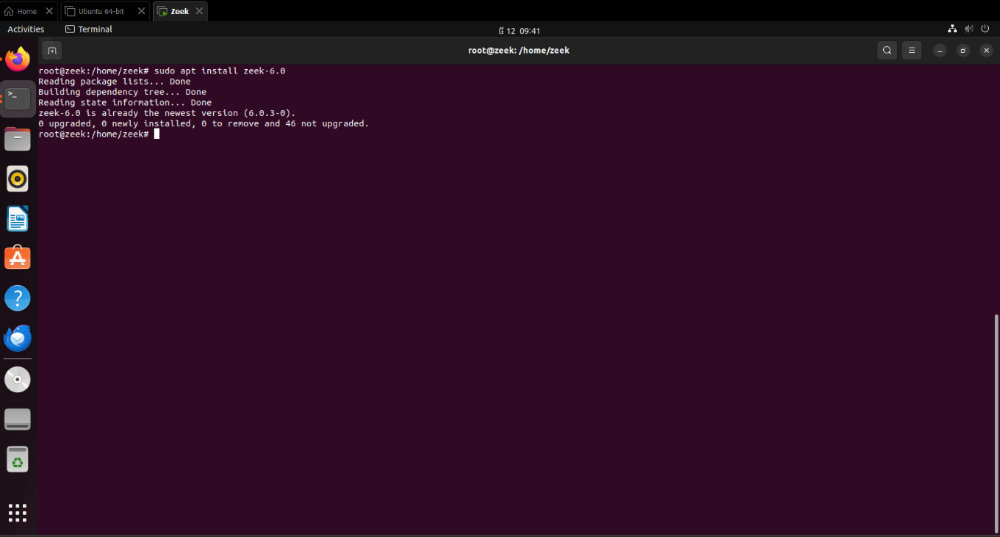 Home
Ubuntu 64-bit
Zeek
Activities
Terminal
12 09:41
root@zeek: /home/zeek
root@zeek:/home/zeek# sudo apt install zeek-6.0
Reading package lists... Done
Building dependency tree... Done
Reading state information... Done
zeek-6.0 is already the newest version (6.0.3-0).
0 upgraded, 0 newly installed, 0 to remove and 46 not upgraded.
root@zeek:/home/zeek#